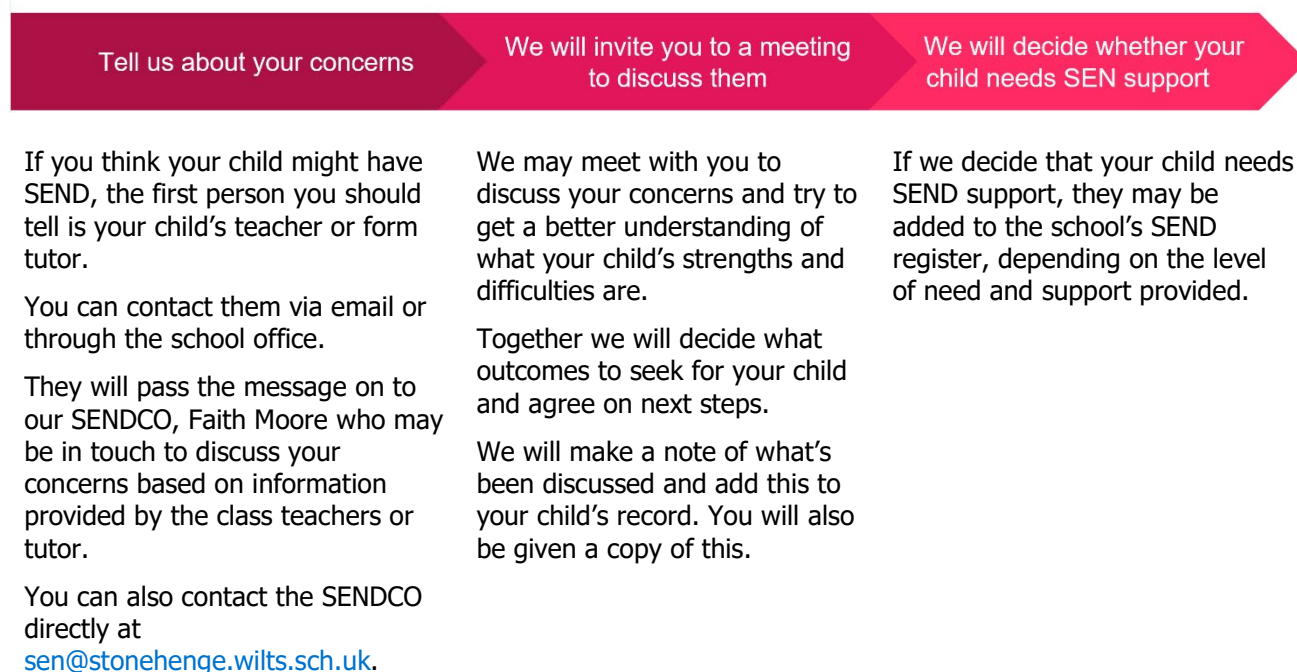 Tell us about your concerns
We will invite you to a meeting
to discuss them
We will decide whether your
child needs SEN support
If you think your child might have
SEND, the first person you should
tell is your child’s teacher or form
tutor.
You can contact them via email or
through the school office.
They will pass the message on to
our SENDCO, Faith Moore who may
be in touch to discuss your
concerns based on information
provided by the class teachers or
tutor.
You can also contact the SENDCO
directly at
sen@stonehenge.wilts.sch.uk.
We may meet with you to
discuss your concerns and try to
get a better understanding of
what your child’s strengths and
difficulties are.
Together we will decide what
outcomes to seek for your child
and agree on next steps.
We will make a note of what’s
been discussed and add this to
your child’s record. You will also
be given a copy of this.
If we decide that your child needs
SEND support, they may be
added to the school’s SEND
register, depending on the level
of need and support provided.